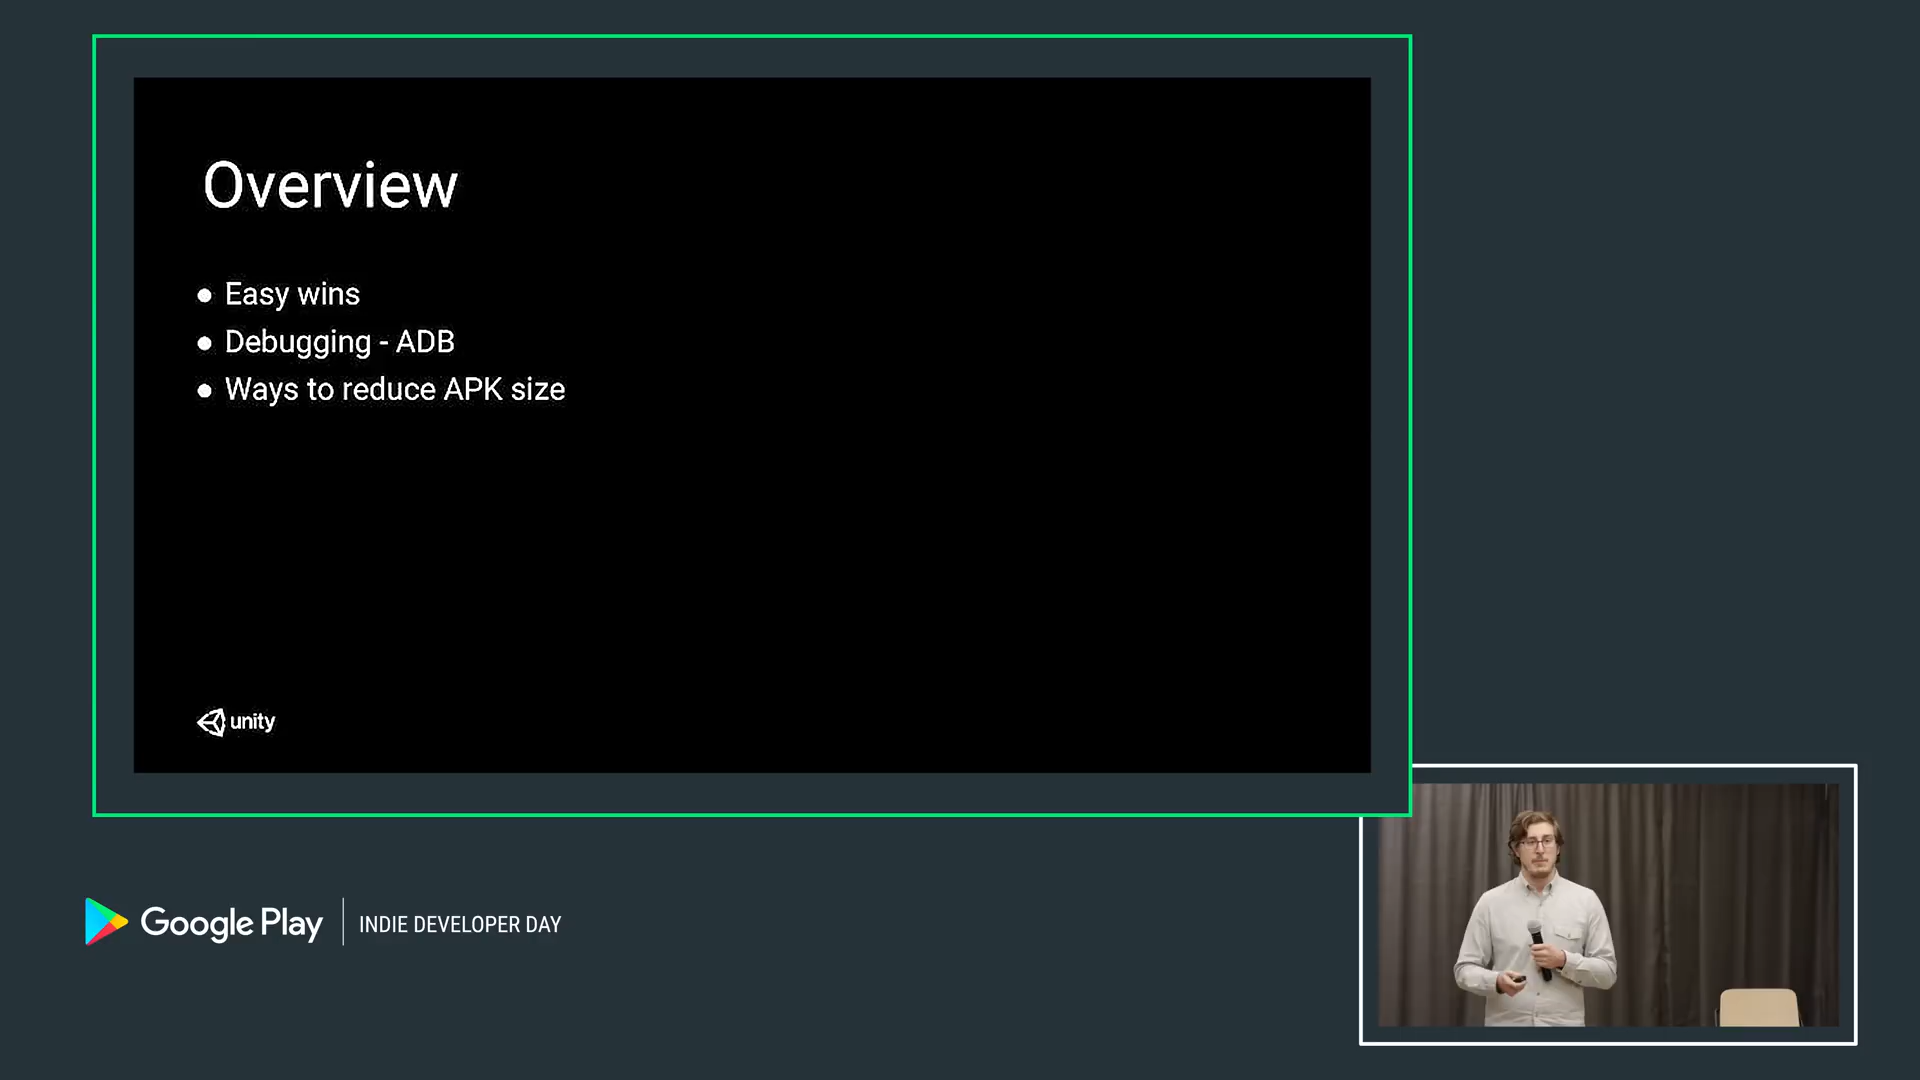 Overview
● Easy wins
● Debugging - ADB
● Ways to reduce APK size
unity
Google Play | INDIE DEVELOPER DAY